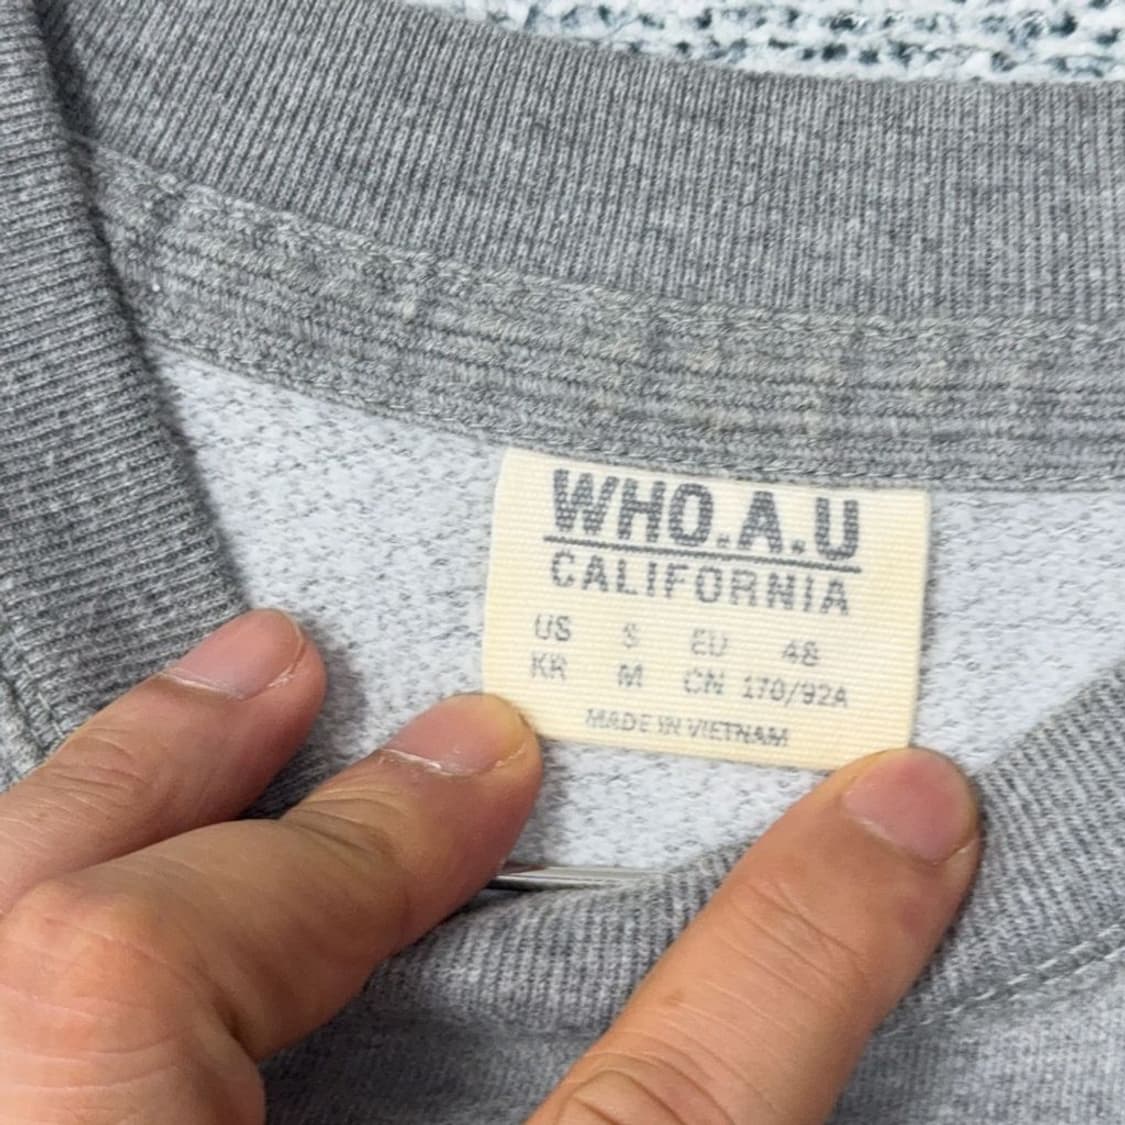 WHO.A.U
CALIFORNIA
US S EU 48
KR M CN 170/92A
MADE IN VIETNAM